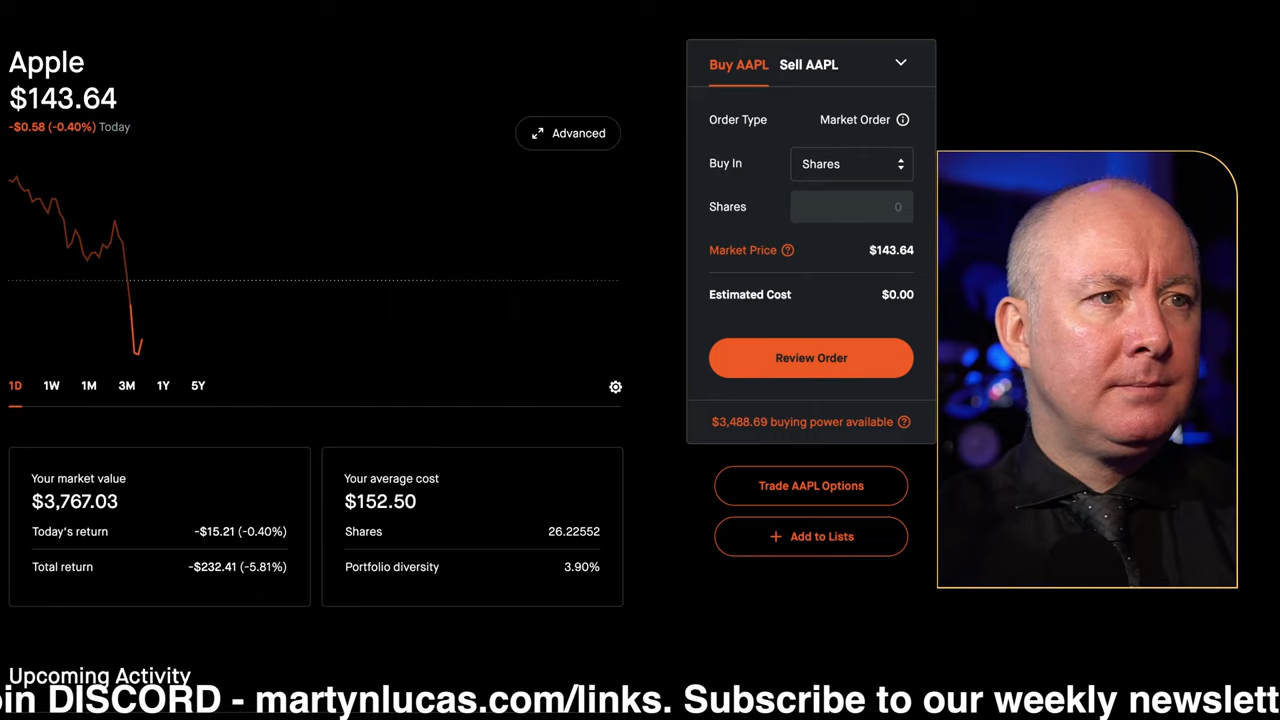 Apple
$143.64
-$0.58 (-0.40%) Today
Advanced
1D 1W 1M 3M 1Y 5Y
Your market value
$3,767.03
Today's return -$15.21 (-0.40%)
Total return -$232.41 (-5.81%)
Your average cost
$152.50
Shares 26.22552
Portfolio diversity 3.90%
Buy AAPL Sell AAPL
Order Type Market Order
Buy In Shares
Shares 0
Market Price $143.64
Estimated Cost $0.00
Review Order
$3,488.69 buying power available
Trade AAPL Options
+ Add to Lists
Upcoming Activity
oin DISCORD - martynlucas.com/links. Subscribe to our weekly newslett